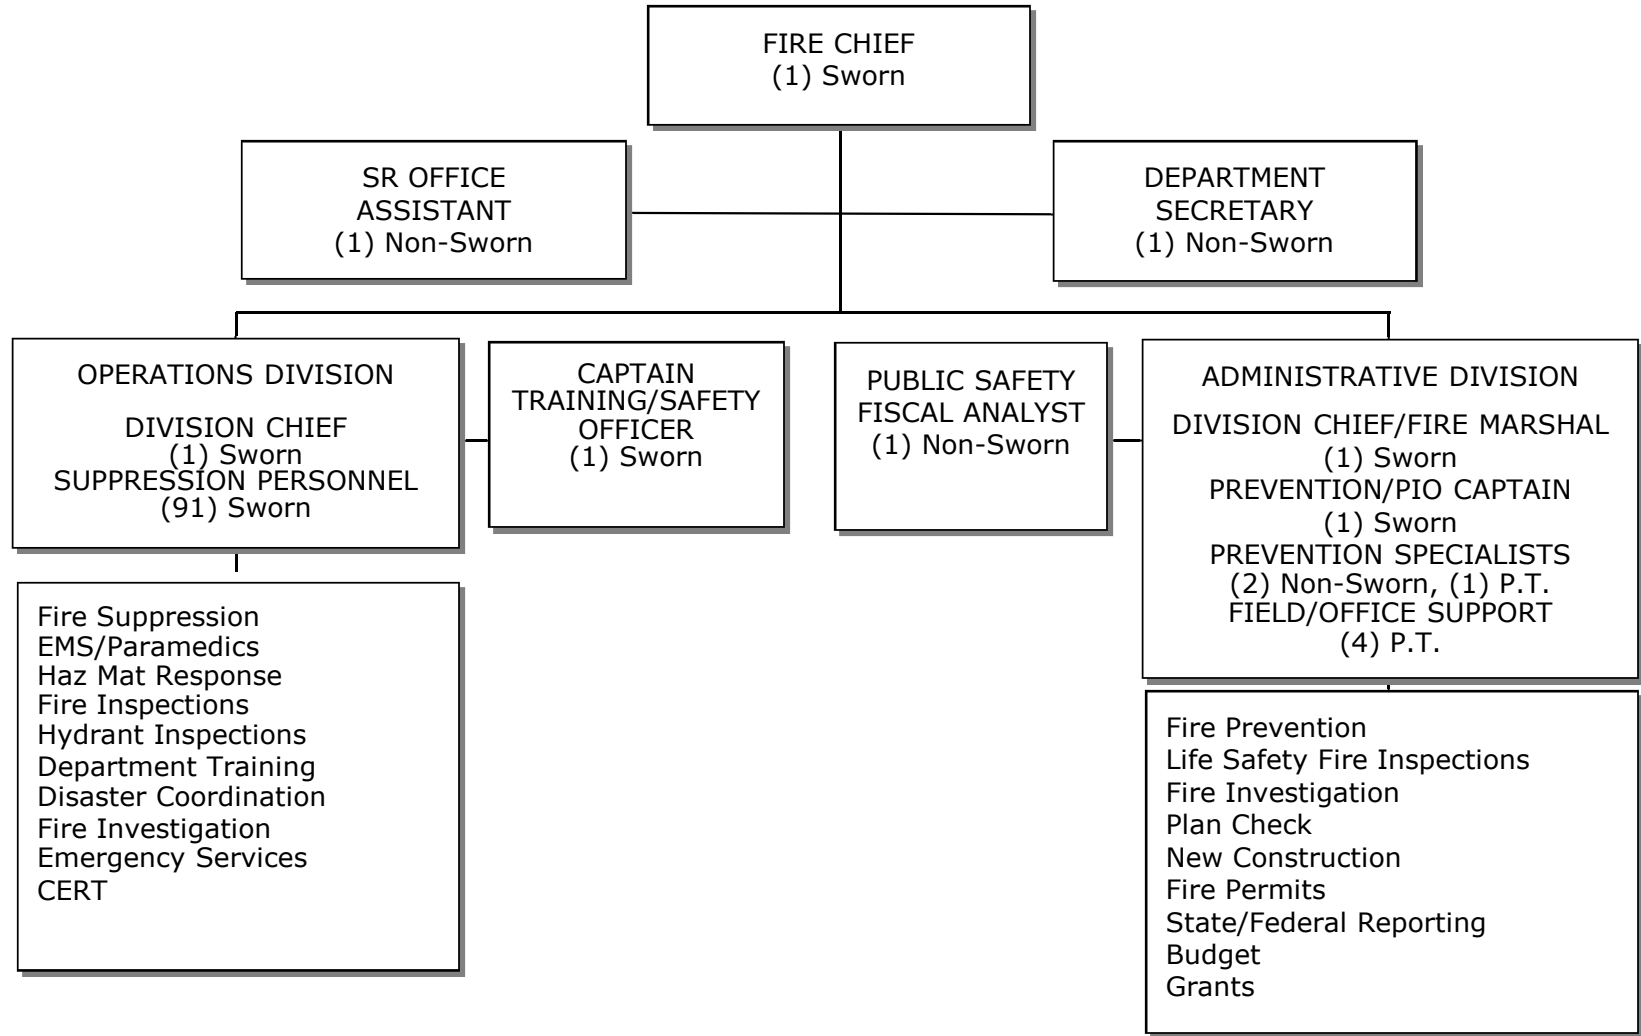 FIRE CHIEF
(1) Sworn
SR OFFICE
ASSISTANT
(1) Non-Sworn
DEPARTMENT
SECRETARY
(1) Non-Sworn
OPERATIONS DIVISION
DIVISION CHIEF
(1) Sworn
SUPPRESSION PERSONNEL
(91) Sworn
CAPTAIN
TRAINING/SAFETY
OFFICER
(1) Sworn
PUBLIC SAFETY
FISCAL ANALYST
(1) Non-Sworn
ADMINISTRATIVE DIVISION
DIVISION CHIEF/FIRE MARSHAL
(1) Sworn
PREVENTION/PIO CAPTAIN
(1) Sworn
PREVENTION SPECIALISTS
(2) Non-Sworn, (1) P.T.
FIELD/OFFICE SUPPORT
(4) P.T.
Fire Suppression
EMS/Paramedics
Haz Mat Response
Fire Inspections
Hydrant Inspections
Department Training
Disaster Coordination
Fire Investigation
Emergency Services
CERT
Fire Prevention
Life Safety Fire Inspections
Fire Investigation
Plan Check
New Construction
Fire Permits
State/Federal Reporting
Budget
Grants